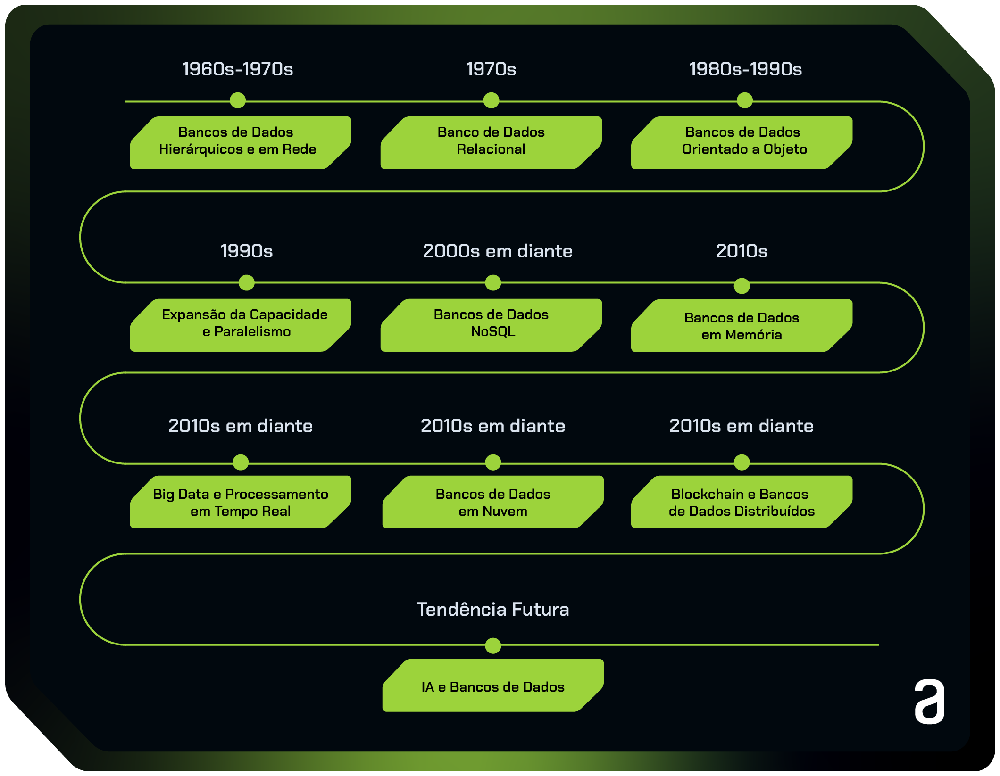 1960s-1970s
Bancos de Dados
Hierárquicos e em Rede
1970s
Banco de Dados
Relacional
1980s-1990s
Bancos de Dados
Orientado a Objeto
1990s
Expansão da Capacidade
e Paralelismo
2000s em diante
Bancos de Dados
NoSQL
2010s
Bancos de Dados
em Memória
2010s em diante
Big Data e Processamento
em Tempo Real
2010s em diante
Bancos de Dados
em Nuvem
2010s em diante
Blockchain e Bancos
de Dados Distribuídos
Tendência Futura
IA e Bancos de Dados
a